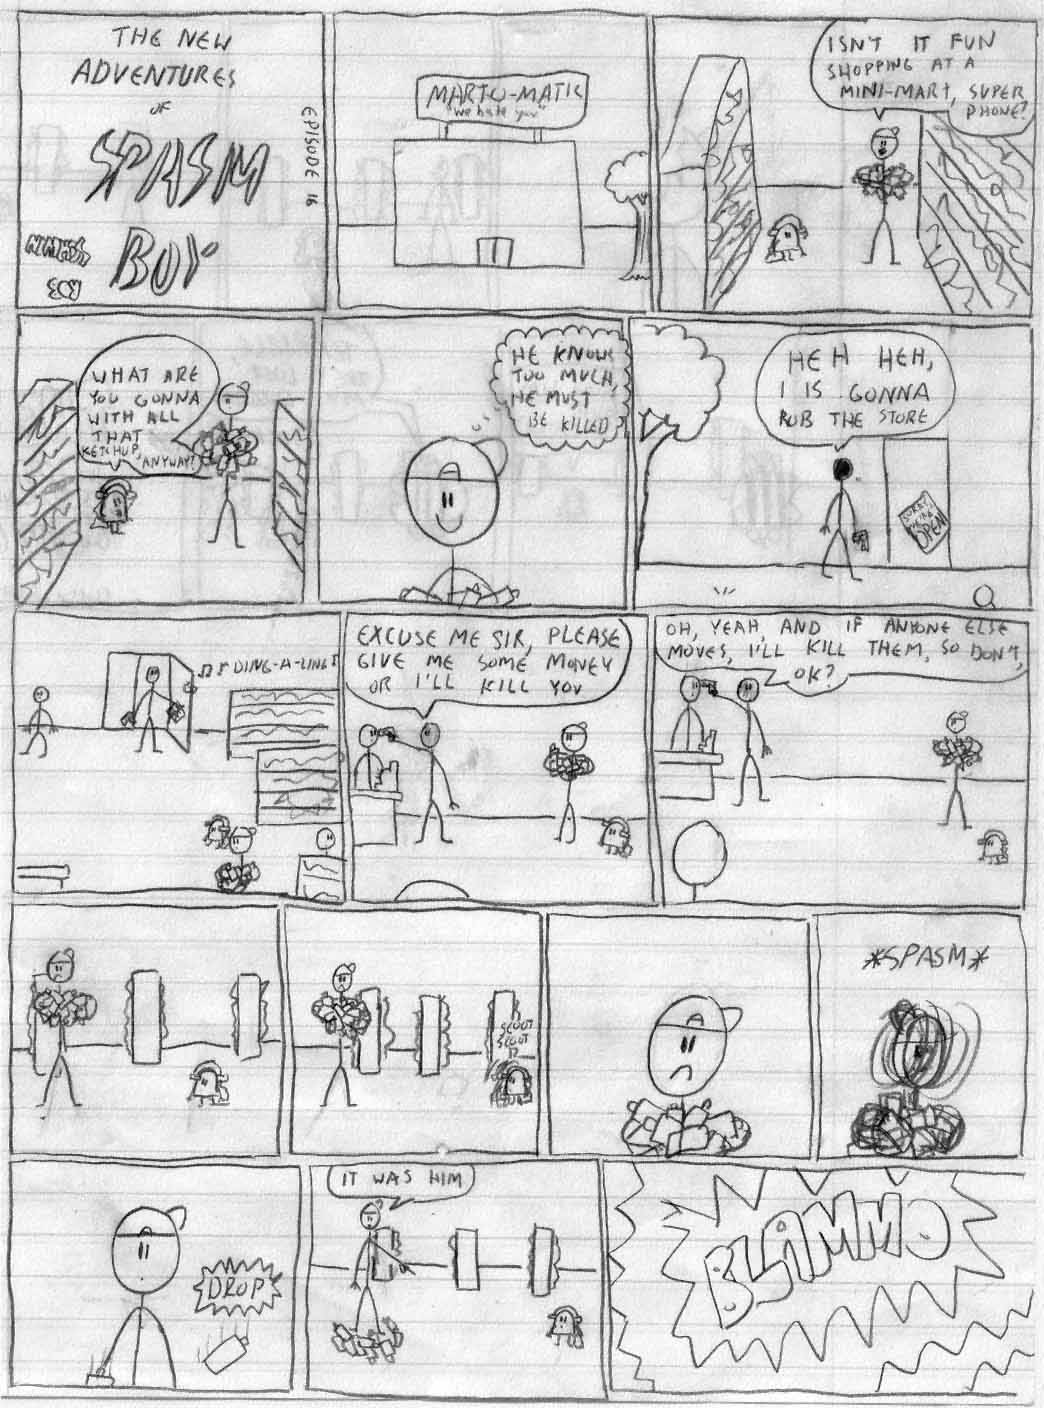 THE NEW
ADVENTURES
OF
SPASM
BOY
EPISODE 16
MART-O-MATIC
"we hate you"
ISN'T IT FUN
SHOPPING AT A
MINI-MART, SUPER
PHONE?
WHAT ARE
YOU GONNA
WITH ALL
THAT
KETCHUP,
ANYWAY?
HE KNOWS
TOO MUCH,
HE MUST
BE KILLED
HEH HEH,
I IS GONNA
ROB THE STORE
SORRY
WE'RE
OPEN
DING-A-LING
EXCUSE ME SIR, PLEASE
GIVE ME SOME MONEY
OR I'LL KILL YOU
OH, YEAH, AND IF ANYONE ELSE
MOVES, I'LL KILL THEM, SO DON'T,
OK?
SCOOT
SCOOT
*SPASM*
DROP
IT WAS HIM
BLAMMO